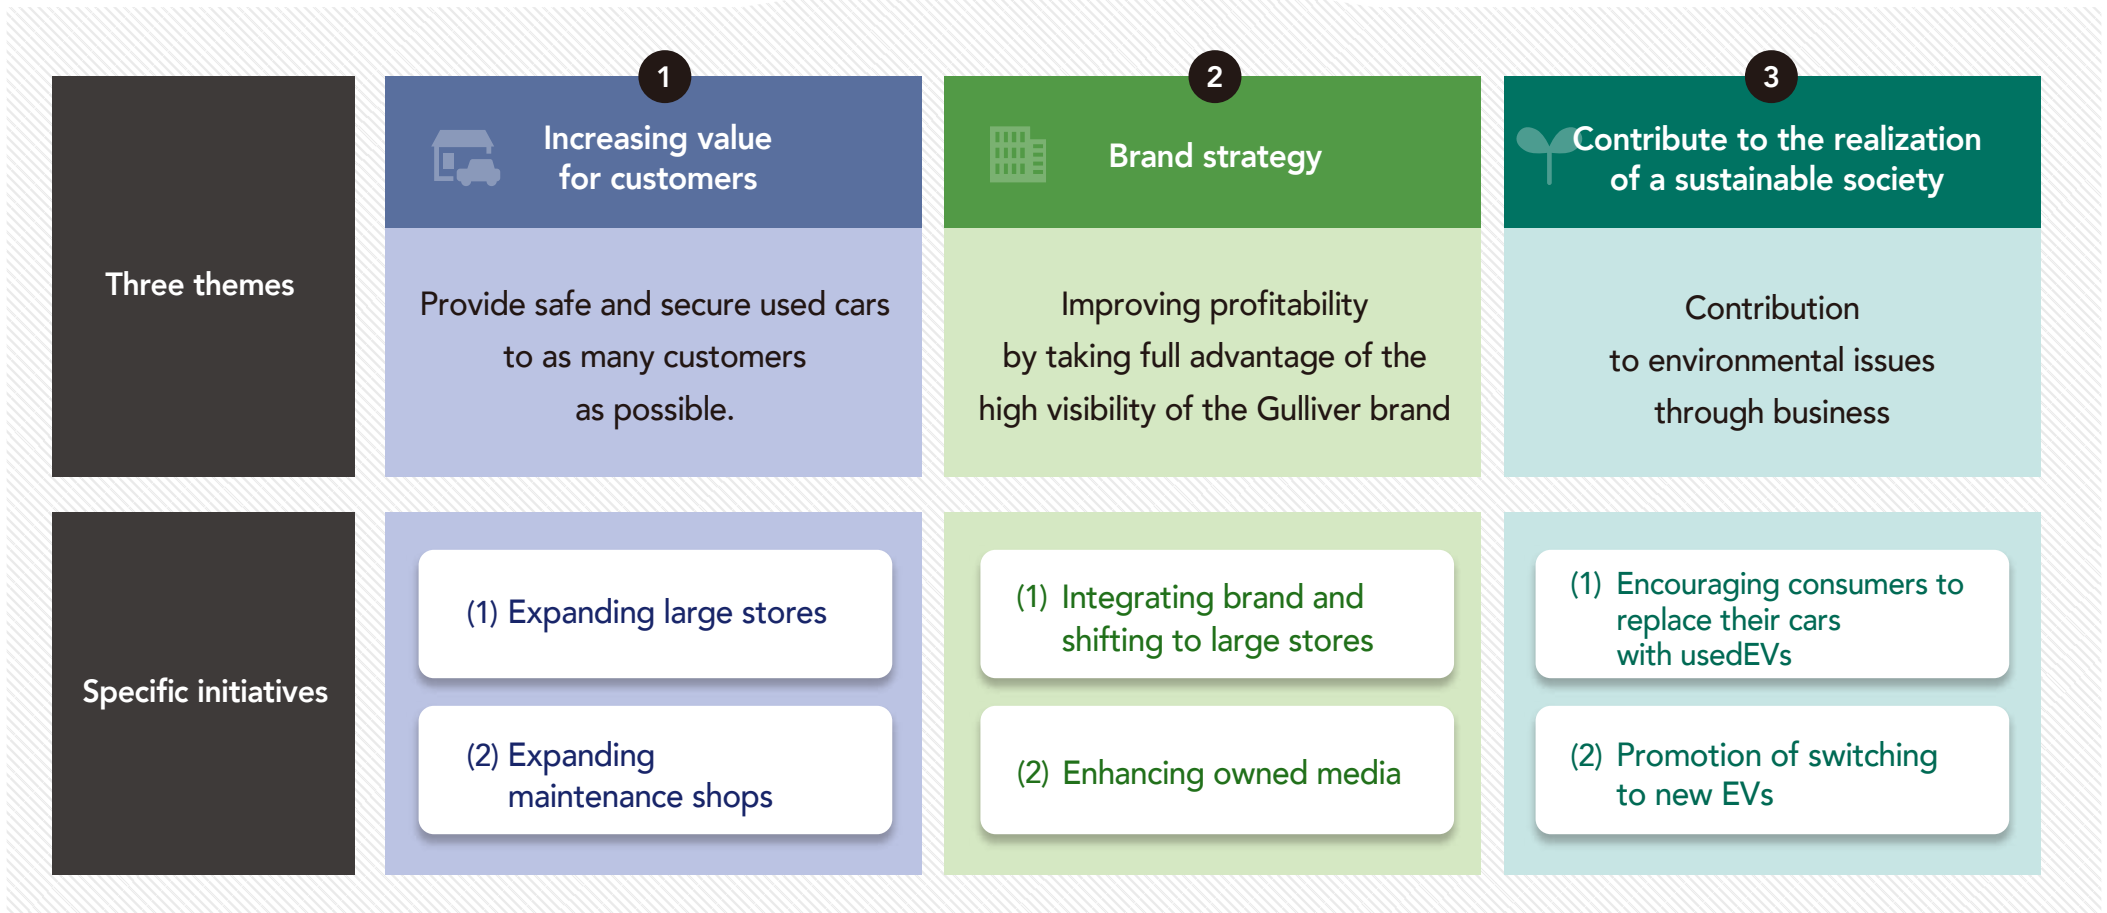 Three themes
1
Increasing value
for customers
Provide safe and secure used cars
to as many customers
as possible.
2
Brand strategy
Improving profitability
by taking full advantage of the
high visibility of the Gulliver brand
3
Contribute to the realization
of a sustainable society
Contribution
to environmental issues
through business
Specific initiatives
(1) Expanding large stores
(2) Expanding
maintenance shops
(1) Integrating brand and
shifting to large stores
(2) Enhancing owned media
(1) Encouraging consumers to
replace their cars
with usedEVs
(2) Promotion of switching
to new EVs